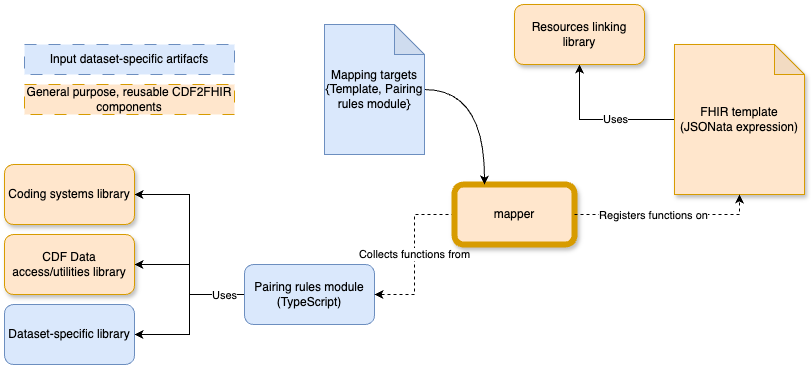 Input dataset-specific artifacfs
General purpose, reusable CDF2FHIR
components
Mapping targets
{Template, Pairing
rules module}
Resources linking
library
FHIR template
(JSONata expression)
Uses
Coding systems library
mapper
Registers functions on
CDF Data
access/utilities library
Collects functions from
Uses
Pairing rules module
(TypeScript)
Dataset-specific library